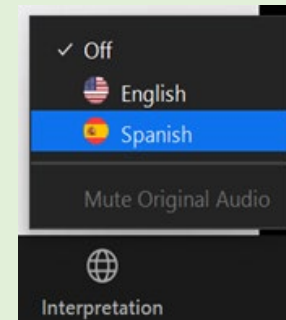 Off
English
Spanish
Mute Original Audio
Interpretation